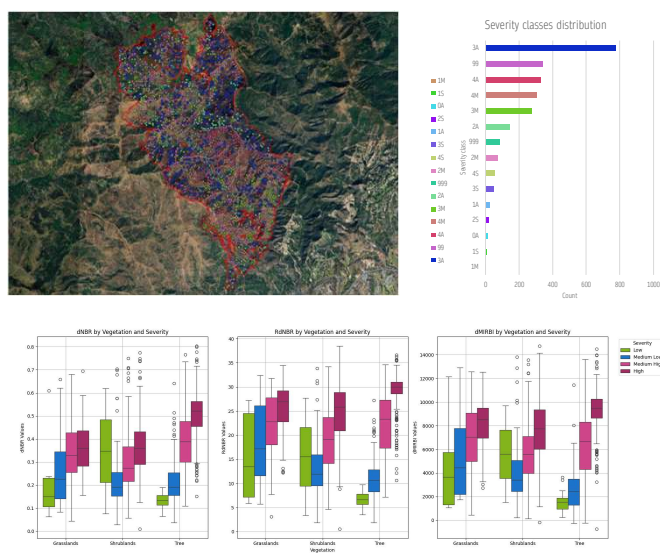 Severity classes distribution
1M
1S
0A
2S
1A
3S
4S
2M
999
2A
3M
4M
4A
99
3A
Severity class
3A
99
4A
4M
3M
2A
999
2M
4S
3S
1A
2S
0A
1S
1M
0 200 400 600 800 1000
Count
dNBR by Vegetation and Severity
dNBR Values
0.8
0.7
0.6
0.5
0.4
0.3
0.2
0.1
0.0
Grasslands Shrublands Tree
RdNBR by Vegetation and Severity
RdNBR Values
40
35
30
25
20
15
10
5
0
Grasslands Shrublands Tree
Vegetation
dMIRBI by Vegetation and Severity
dMIRBI Values
14000
12000
10000
8000
6000
4000
2000
0
Grasslands Shrublands Tree
Severity
Low
Medium Low
Medium High
High